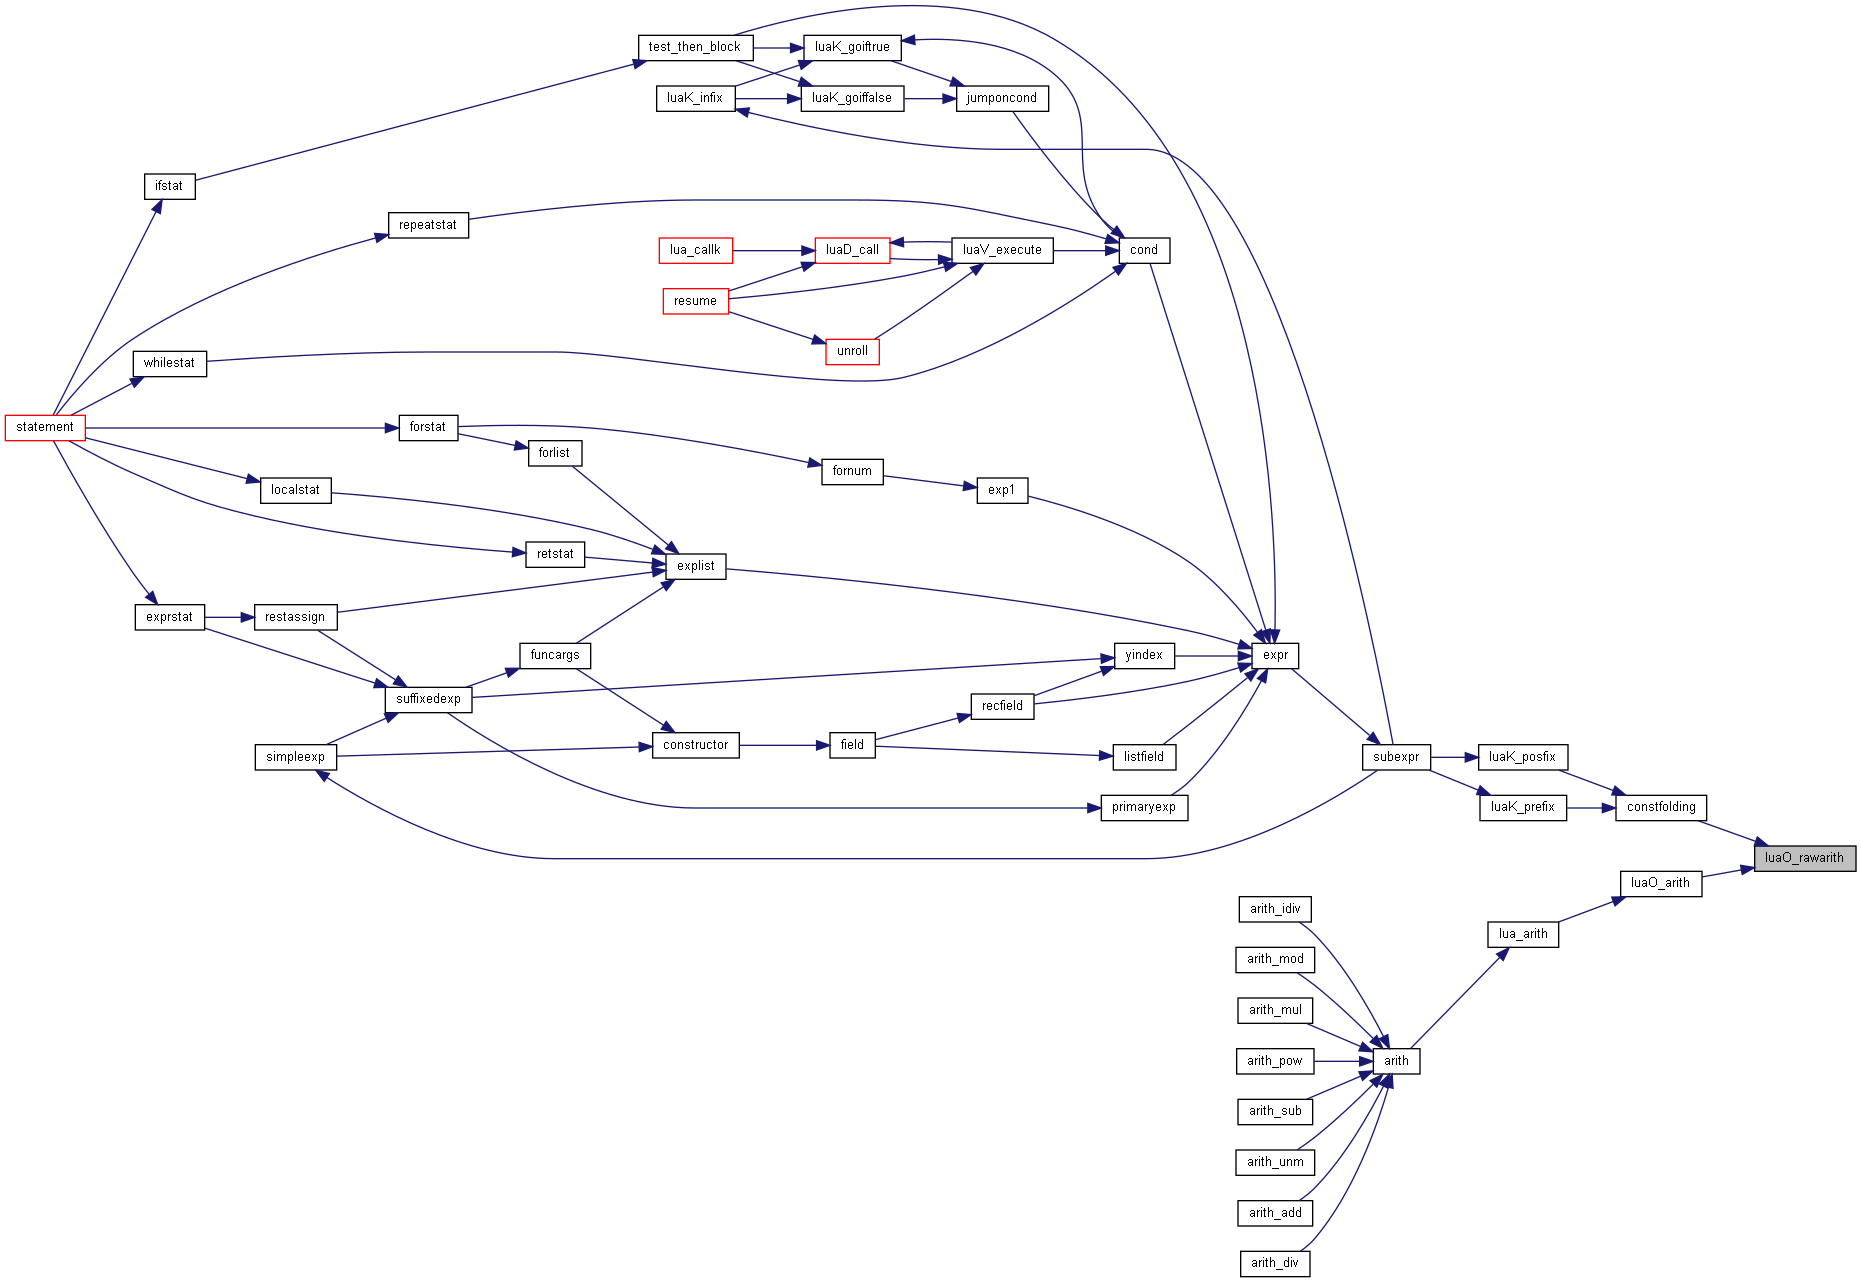 test_then_block
luaK_goiftrue
luaK_infix
luaK_goiffalse
jumponcond
ifstat
repeatstat
lua_callk
luaD_call
luaV_execute
cond
resume
unroll
whilestat
statement
forstat
forlist
fornum
exp1
localstat
retstat
explist
exprstat
restassign
funcargs
yindex
expr
suffixedexp
recfield
simpleexp
constructor
field
listfield
subexpr
luaK_posfix
primaryexp
luaK_prefix
constfolding
luaO_rawarith
luaO_arith
arith_idiv
lua_arith
arith_mod
arith_mul
arith_pow
arith
arith_sub
arith_unm
arith_add
arith_div